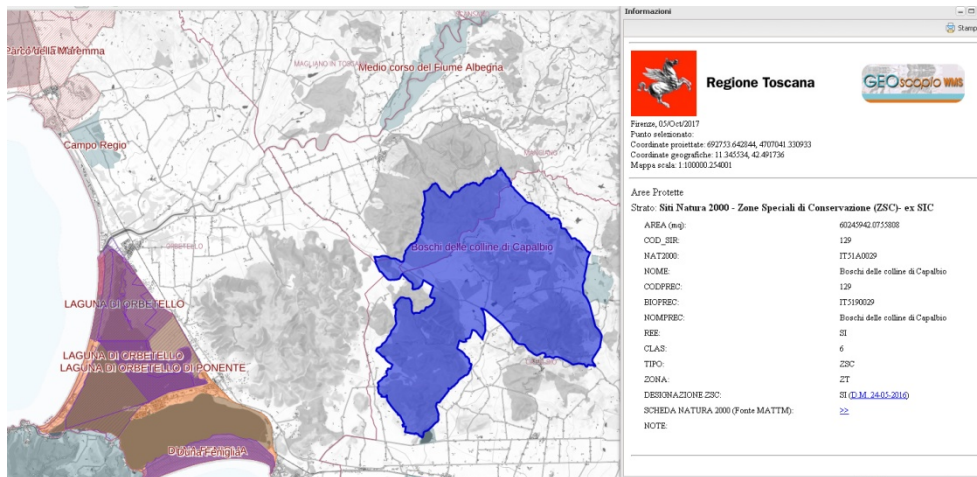 Parco della Maremma
MAGLIANO IN TOSCANA
Medio corso del Fiume Albegna
Campo Regio
MANCIANO
ORBETELLO
Boschi delle colline di Capalbio
LAGUNA DI ORBETELLO
LAGUNA DI ORBETELLO
LAGUNA DI ORBETELLO DI PONENTE
CAPALBIO
Duna Feniglia
Informazioni
Stamp
Regione Toscana
GEOscopio WMS
Firenze, 05/Oct/2017
Punto selezionato:
Coordinate proiettate: 692753.642844, 4707041.330933
Coordinate geografiche: 11.345534, 42.491736
Mappa scala: 1:100000.254001
Aree Protette
Strato: Siti Natura 2000 - Zone Speciali di Conservazione (ZSC)- ex SIC
AREA (mq): 60245942.0755808
COD_SIR: 129
NAT2000: IT51A0029
NOME: Boschi delle colline di Capalbio
CODPREC: 129
BIOPREC: IT5190029
NOMPREC: Boschi delle colline di Capalbio
REE: SI
CLAS: 6
TIPO: ZSC
ZONA: ZT
DESIGNAZIONE ZSC: SI (D.M. 24-05-2016)
SCHEDA NATURA 2000 (Fonte MATTM): >>
NOTE: